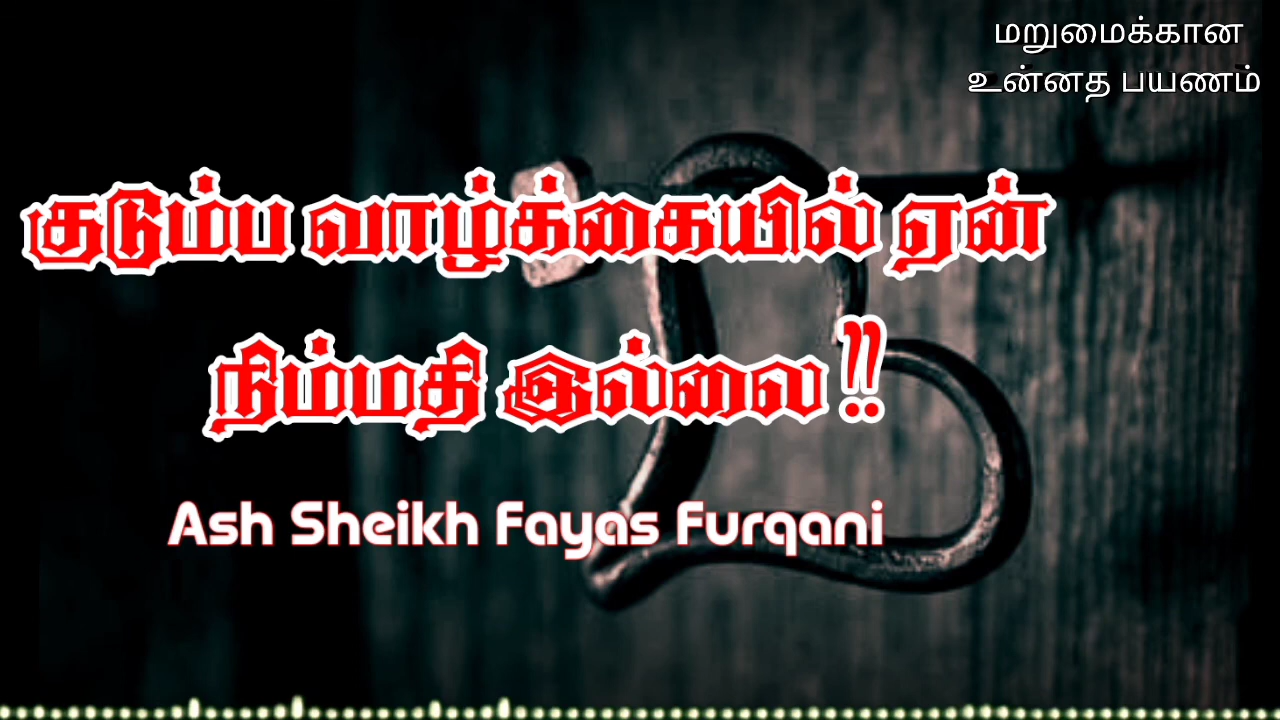 மறுமைக்கான
உன்னத பயணம்
குடும்ப வாழ்க்கையில் ஏன்
நிம்மதி இல்லை !!
Ash Sheikh Fayas Furqani